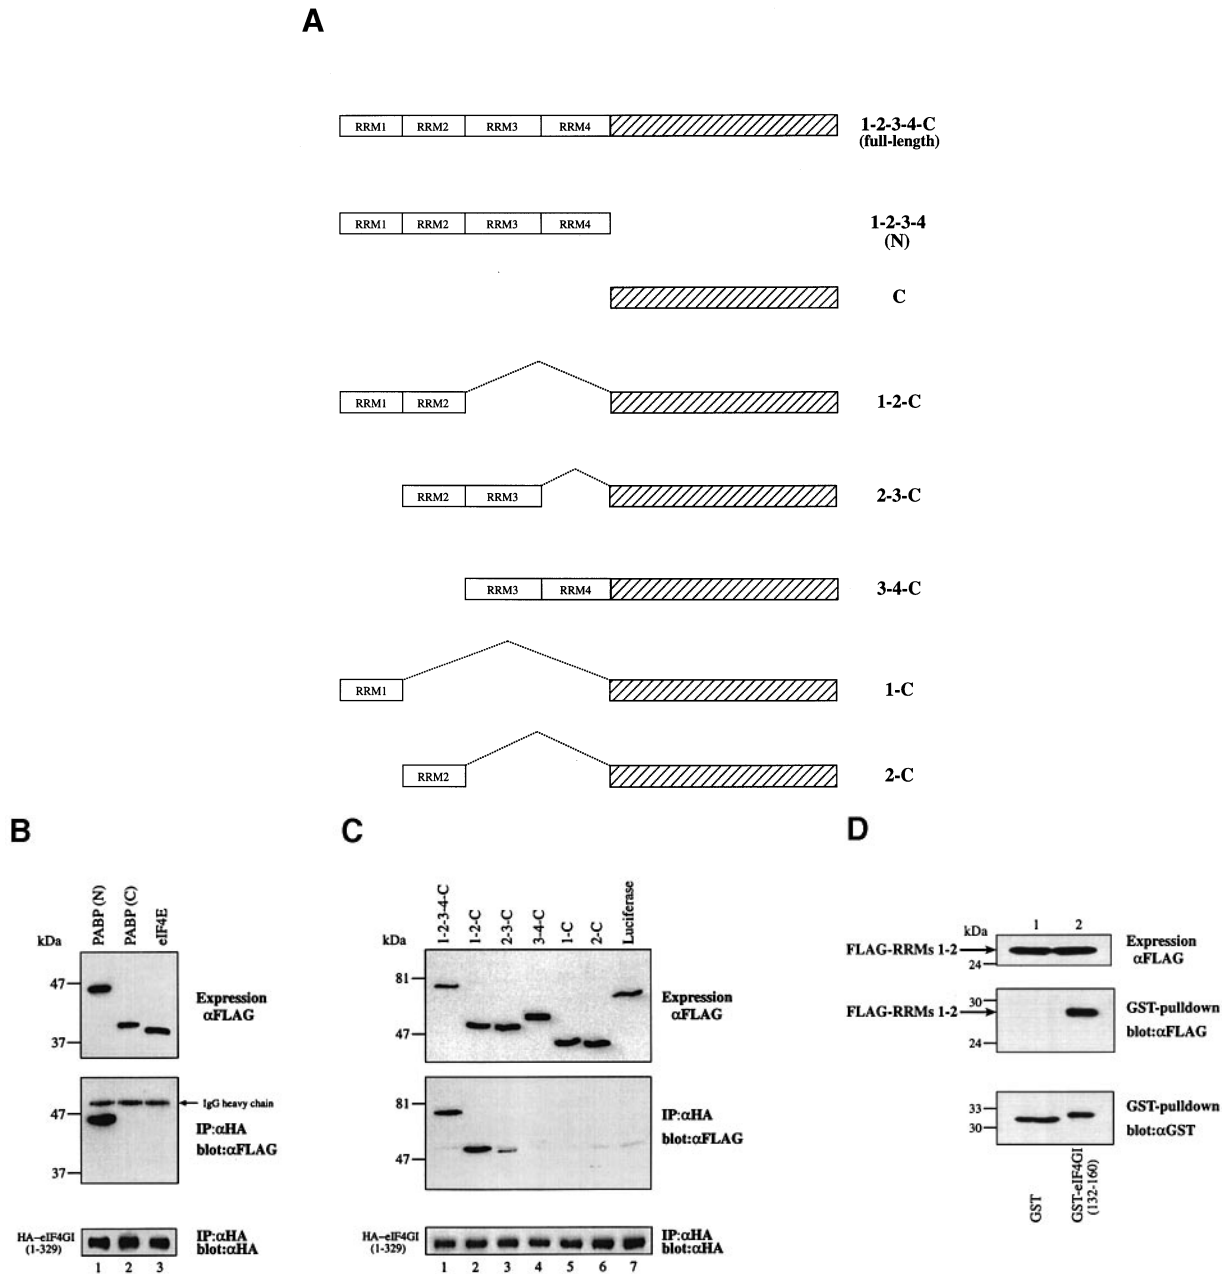 A
RRM1 RRM2 RRM3 RRM4 1-2-3-4-C
(full-length)
RRM1 RRM2 RRM3 RRM4 1-2-3-4
(N)
C
RRM1 RRM2 1-2-C
RRM2 RRM3 2-3-C
RRM3 RRM4 3-4-C
RRM1 1-C
RRM2 2-C
B
kDa
PABP (N)
PABP (C)
eIF4E
47
37
Expression
αFLAG
IgG heavy chain
47
37
IP:αHA
blot:αFLAG
HA-eIF4GI
(1-329)
IP:αHA
blot:αHA
1 2 3
C
kDa
1-2-3-4-C
1-2-C
2-3-C
3-4-C
1-C
2-C
Luciferase
81
47
Expression
αFLAG
81
47
IP:αHA
blot:αFLAG
HA-eIF4GI
(1-329)
IP:αHA
blot:αHA
1 2 3 4 5 6 7
D
kDa 1 2
FLAG-RRMs 1-2
24
Expression
αFLAG
FLAG-RRMs 1-2
30
24
GST-pulldown
blot:αFLAG
33
30
GST-pulldown
blot:αGST
GST
GST-eIF4GI
(132-160)